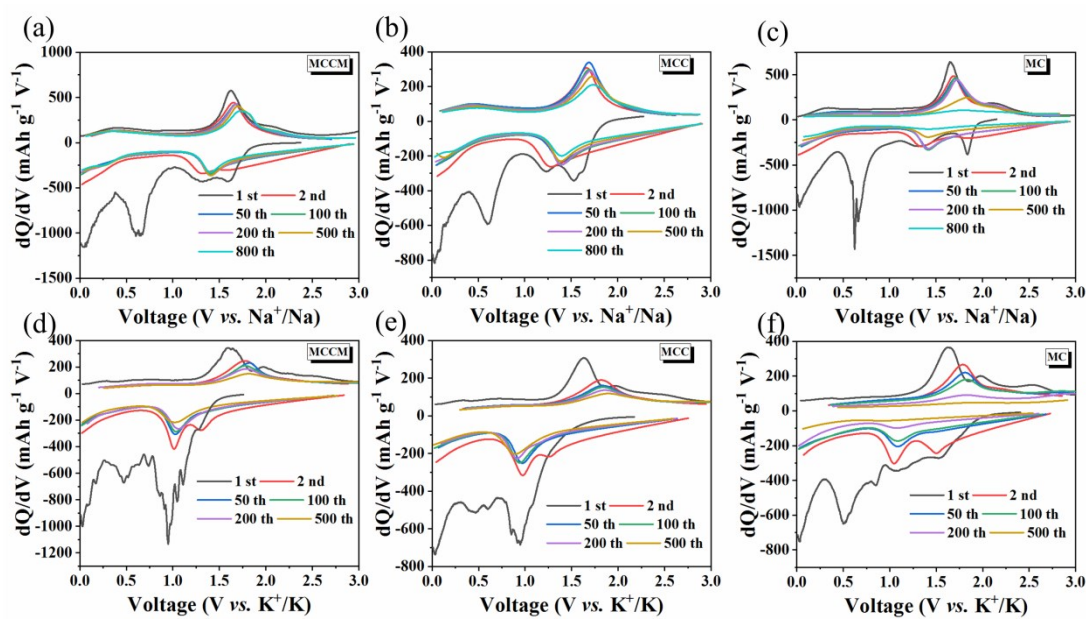 (a)
MCCM
dQ/dV (mAh g⁻¹ V⁻¹)
1000
500
0
-500
-1000
-1500
1 st 2 nd
50 th 100 th
200 th 500 th
800 th
0.0 0.5 1.0 1.5 2.0 2.5 3.0
Voltage (V vs. Na⁺/Na)
(b)
MCC
dQ/dV (mAh g⁻¹ V⁻¹)
400
200
0
-200
-400
-600
-800
1 st 2 nd
50 th 100 th
200 th 500 th
800 th
0.0 0.5 1.0 1.5 2.0 2.5 3.0
Voltage (V vs. Na⁺/Na)
(c)
MC
dQ/dV (mAh g⁻¹ V⁻¹)
1000
500
0
-500
-1000
-1500
1 st 2 nd
50 th 100 th
200 th 500 th
800 th
0.0 0.5 1.0 1.5 2.0 2.5 3.0
Voltage (V vs. Na⁺/Na)
(d)
MCCM
dQ/dV (mAh g⁻¹ V⁻¹)
400
200
0
-200
-400
-600
-800
-1000
-1200
1 st 2 nd
50 th 100 th
200 th 500 th
0.0 0.5 1.0 1.5 2.0 2.5 3.0
Voltage (V vs. K⁺/K)
(e)
MCC
dQ/dV (mAh g⁻¹ V⁻¹)
400
200
0
-200
-400
-600
-800
1 st 2 nd
50 th 100 th
200 th 500 th
0.0 0.5 1.0 1.5 2.0 2.5 3.0
Voltage (V vs. K⁺/K)
(f)
MC
dQ/dV (mAh g⁻¹ V⁻¹)
400
200
0
-200
-400
-600
-800
1 st 2 nd
50 th 100 th
200 th 500 th
0.0 0.5 1.0 1.5 2.0 2.5 3.0
Voltage (V vs. K⁺/K)